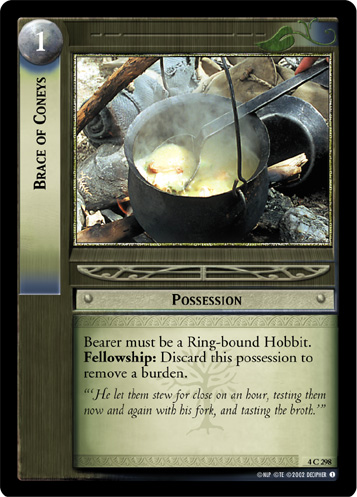 1
BRACE OF CONEYS
POSSESSION
Bearer must be a Ring-bound Hobbit.
Fellowship: Discard this possession to
remove a burden.
“‘He let them stew for close on an hour, testing them
now and again with his fork, and tasting the broth.’”
4 C 298
©NLP ™©TE ©2002 DECIPHER 1